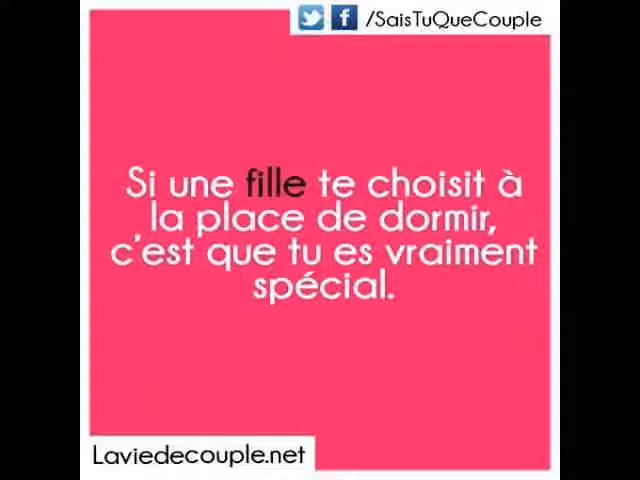 /SaisTuQueCouple
Si une fille te choisit à
la place de dormir,
c'est que tu es vraiment
spécial.
Laviedecouple.net